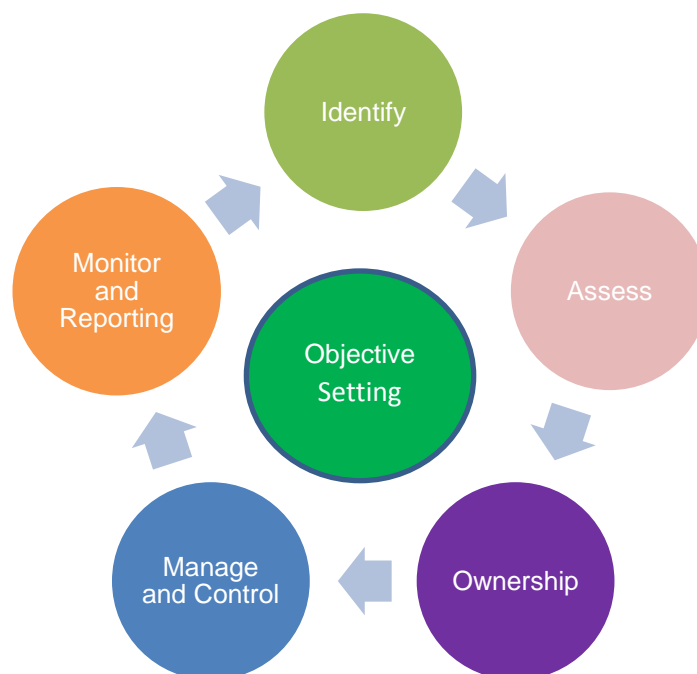 Identify
Assess
Ownership
Manage
and Control
Monitor
and
Reporting
Objective
Setting